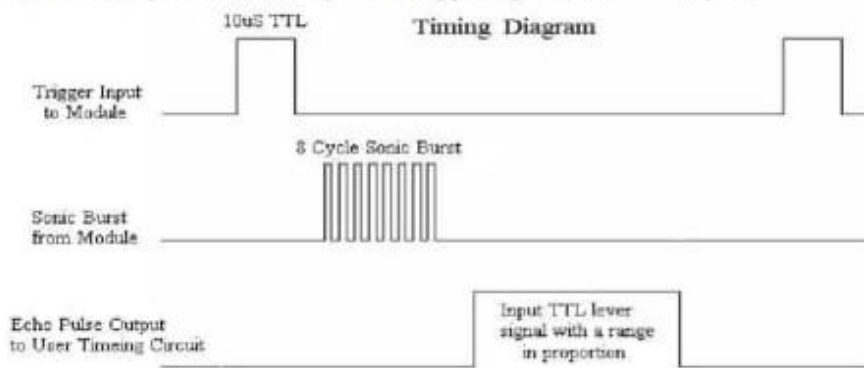 10uS TTL
Timing Diagram
Trigger Input
to Module
8 Cycle Sonic Burst
Sonic Burst
from Module
Echo Pulse Output
to User Timeing Circuit
Input TTL lever
signal with a range
in proportion